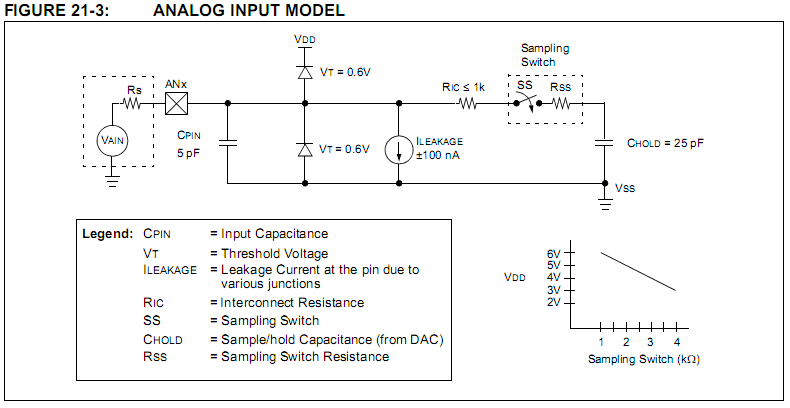 FIGURE 21-3: ANALOG INPUT MODEL
VDD
Sampling
Switch
VT = 0.6V
Rs
ANx
RIC ≤ 1k
SS
RSS
VAIN
CPIN
5 pF
VT = 0.6V
ILEAKAGE
±100 nA
CHOLD = 25 pF
VSS
Legend: CPIN = Input Capacitance
VT = Threshold Voltage
ILEAKAGE = Leakage Current at the pin due to
various junctions
RIC = Interconnect Resistance
SS = Sampling Switch
CHOLD = Sample/hold Capacitance (from DAC)
RSS = Sampling Switch Resistance
VDD
6V
5V
4V
3V
2V
1 2 3 4
Sampling Switch (kΩ)